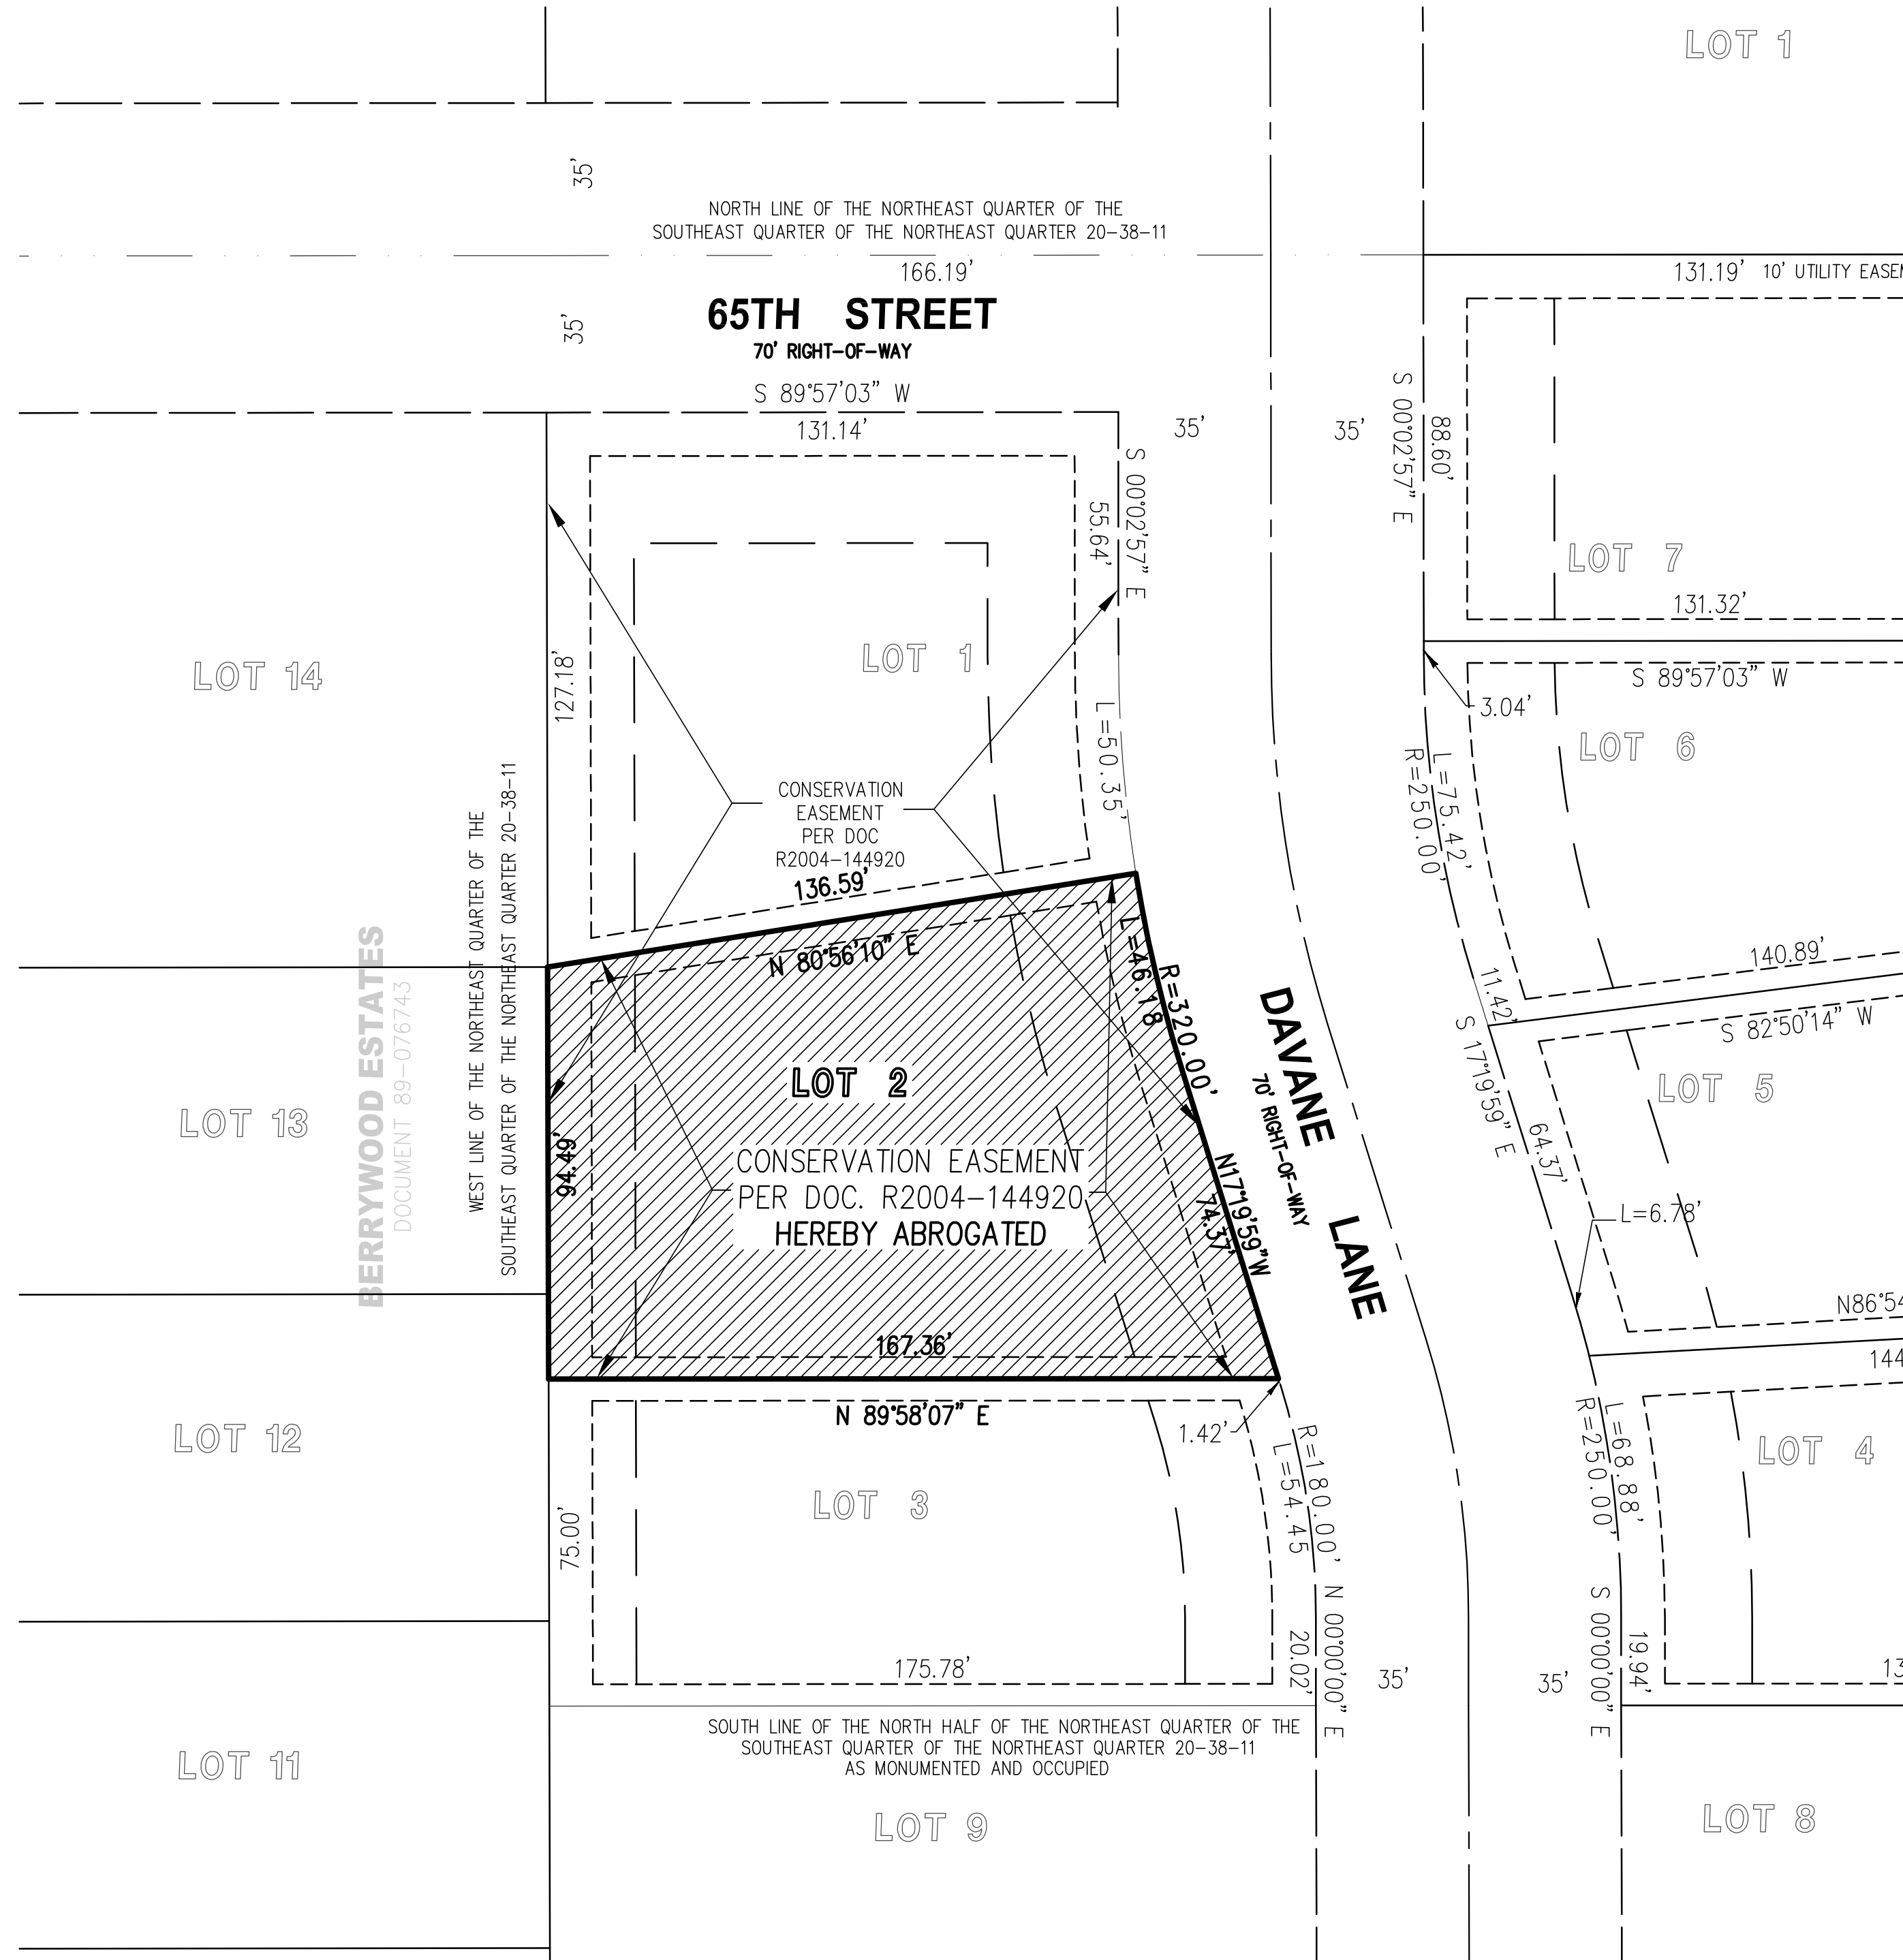 LOT 1
35'
NORTH LINE OF THE NORTHEAST QUARTER OF THE
SOUTHEAST QUARTER OF THE NORTHEAST QUARTER 20-38-11
166.19'
131.19' 10' UTILITY
65TH STREET
70' RIGHT-OF-WAY
35'
S 89°57'03" W
131.14'
35'
35'
S 00°02'57" E
88.60'
S 00°02'57" E
55.64'
LOT 7
131.32'
LOT 14
127.18'
LOT 1
S 89°57'03" W
3.04'
LOT 6
L=50.35'
L=75.42'
R=250.00'
CONSERVATION
EASEMENT
PER DOC
R2004-144920
136.59'
N 80°56'10" E
L=46.18
R=320.00'
140.89'
S 82°50'14" W
11.42'
S 17°19'59" E
64.37'
LOT 5
WEST LINE OF THE NORTHEAST QUARTER OF THE
SOUTHEAST QUARTER OF THE NORTHEAST QUARTER 20-38-11
BERRYWOOD ESTATES
DOCUMENT 89-076743
LOT 13
94.49'
LOT 2
CONSERVATION EASEMENT
PER DOC. R2004-144920
HEREBY ABROGATED
N17°19'59"W
74.37'
DAVANE LANE
70' RIGHT-OF-WAY
L=6.78'
167.36'
N 89°58'07" E
1.42'
LOT 12
LOT 3
75.00'
R=180.00'
L=54.45
L=68.88'
R=250.00'
LOT 4
N 00°00'00" E
20.02'
S 00°00'00" E
19.94'
175.78'
35'
35'
SOUTH LINE OF THE NORTH HALF OF THE NORTHEAST QUARTER OF THE
SOUTHEAST QUARTER OF THE NORTHEAST QUARTER 20-38-11
AS MONUMENTED AND OCCUPIED
LOT 11
LOT 9
LOT 8